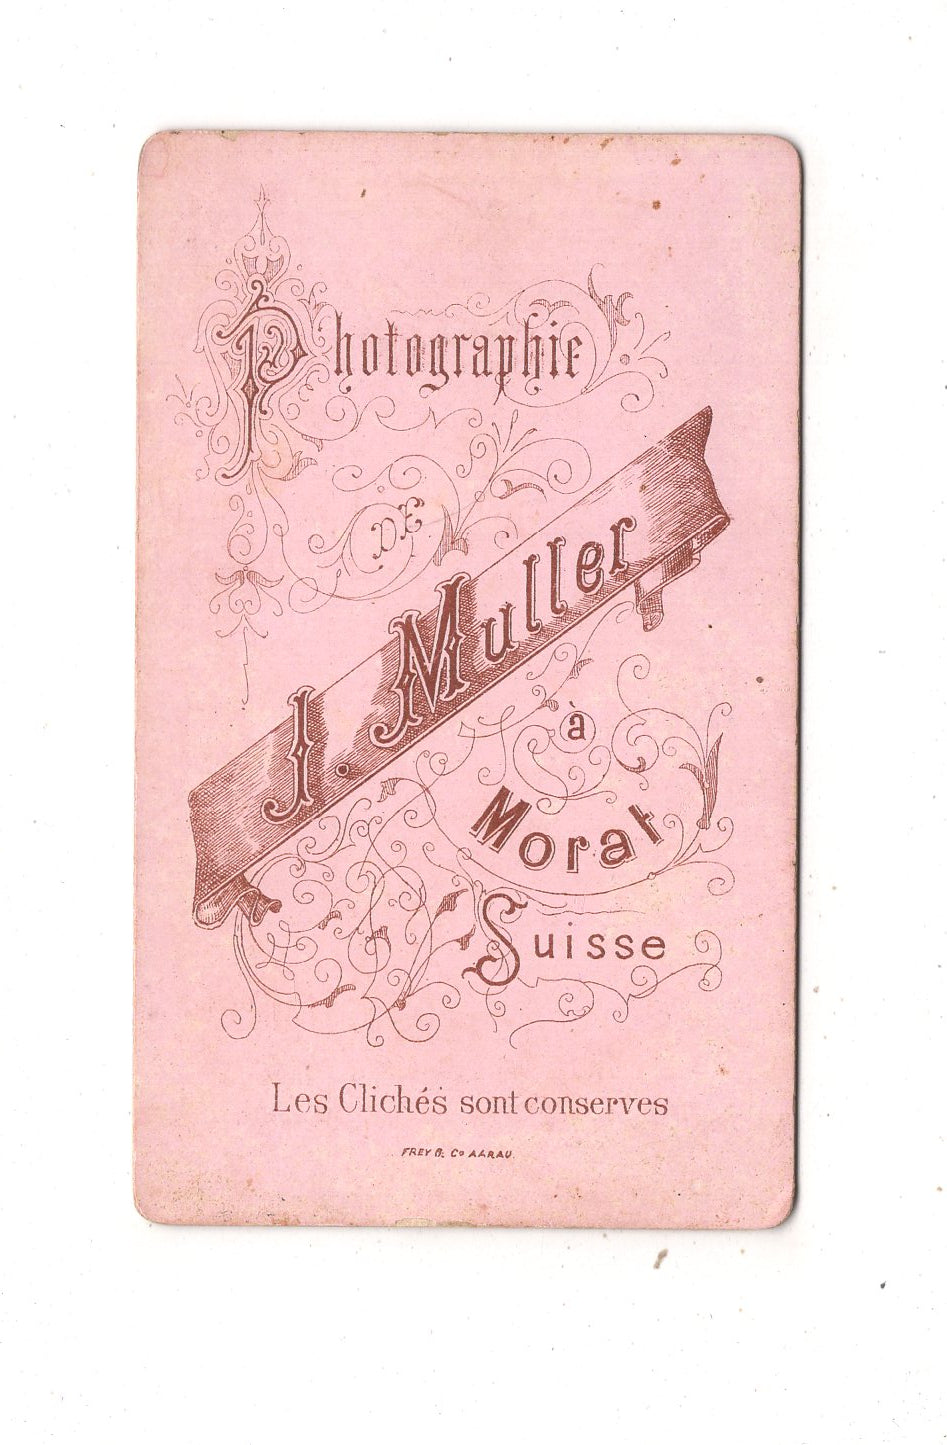 Photographie
DE
J. Muller
à
Morat
Suisse
Les Clichés sont conserves
FREY & Co AARAU.